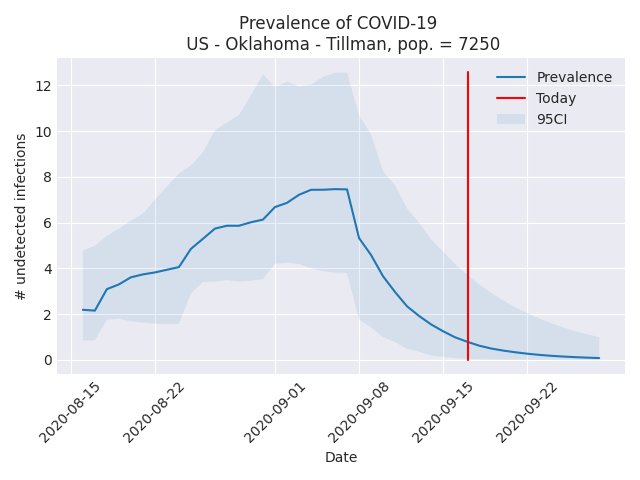 Prevalence of COVID-19
US - Oklahoma - Tillman, pop. = 7250
Prevalence
Today
95CI
# undetected infections
12
10
8
6
4
2
0
2020-08-15
2020-08-22
2020-09-01
2020-09-08
2020-09-15
2020-09-22
Date